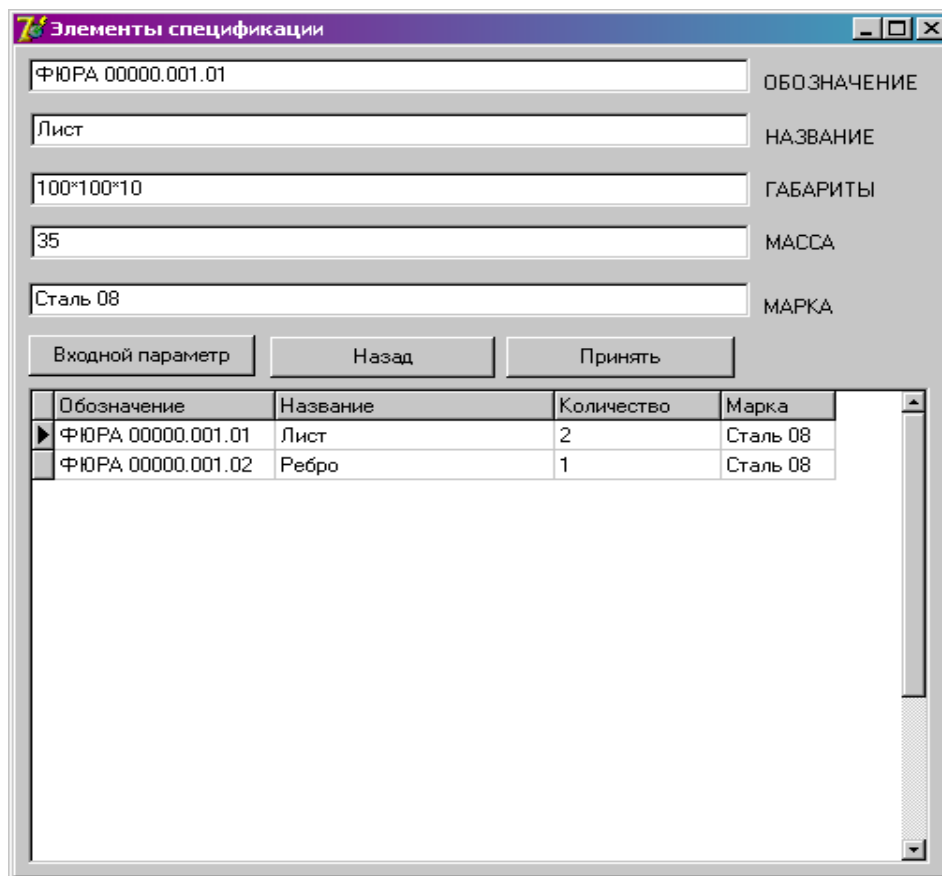 Элементы спецификации
ФЮРА 00000.001.01 ОБОЗНАЧЕНИЕ
Лист НАЗВАНИЕ
100*100*10 ГАБАРИТЫ
35 МАССА
Сталь 08 МАРКА
Входной параметр Назад Принять
Обозначение Название Количество Марка
ФЮРА 00000.001.01 Лист 2 Сталь 08
ФЮРА 00000.001.02 Ребро 1 Сталь 08